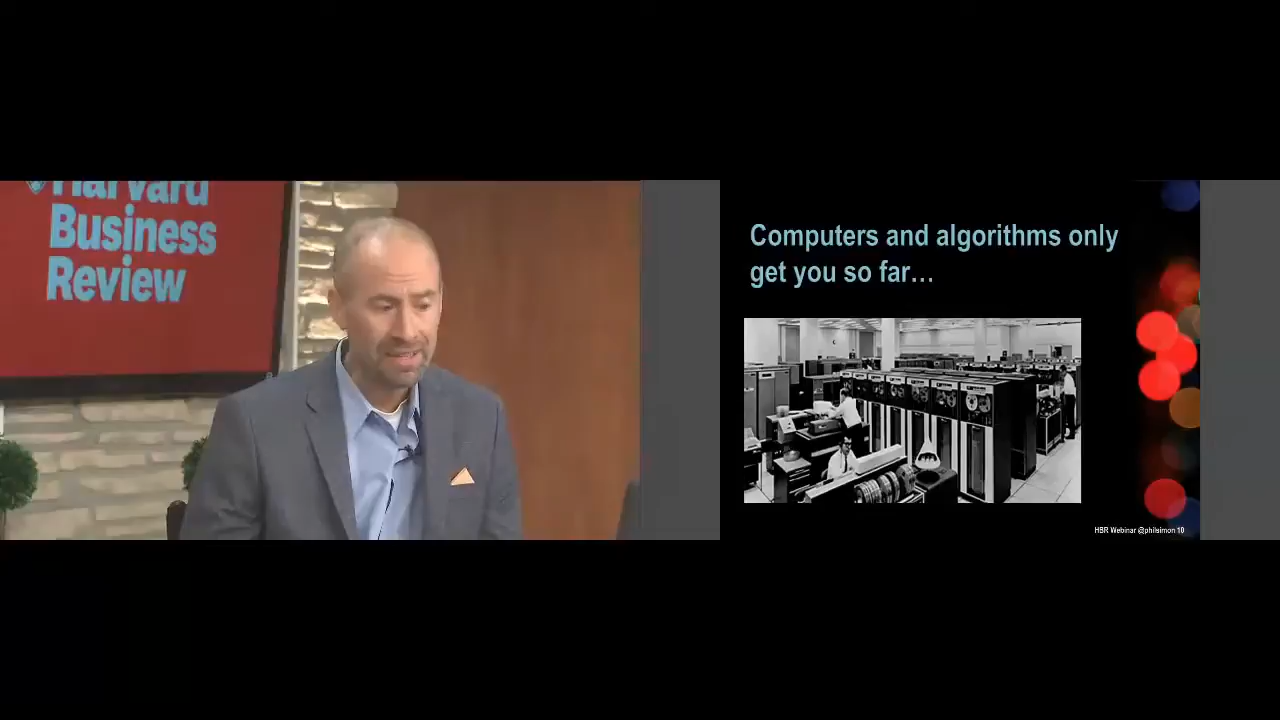 Harvard
Business
Review
Computers and algorithms only
get you so far…
HBR Webinar @philsimon 10